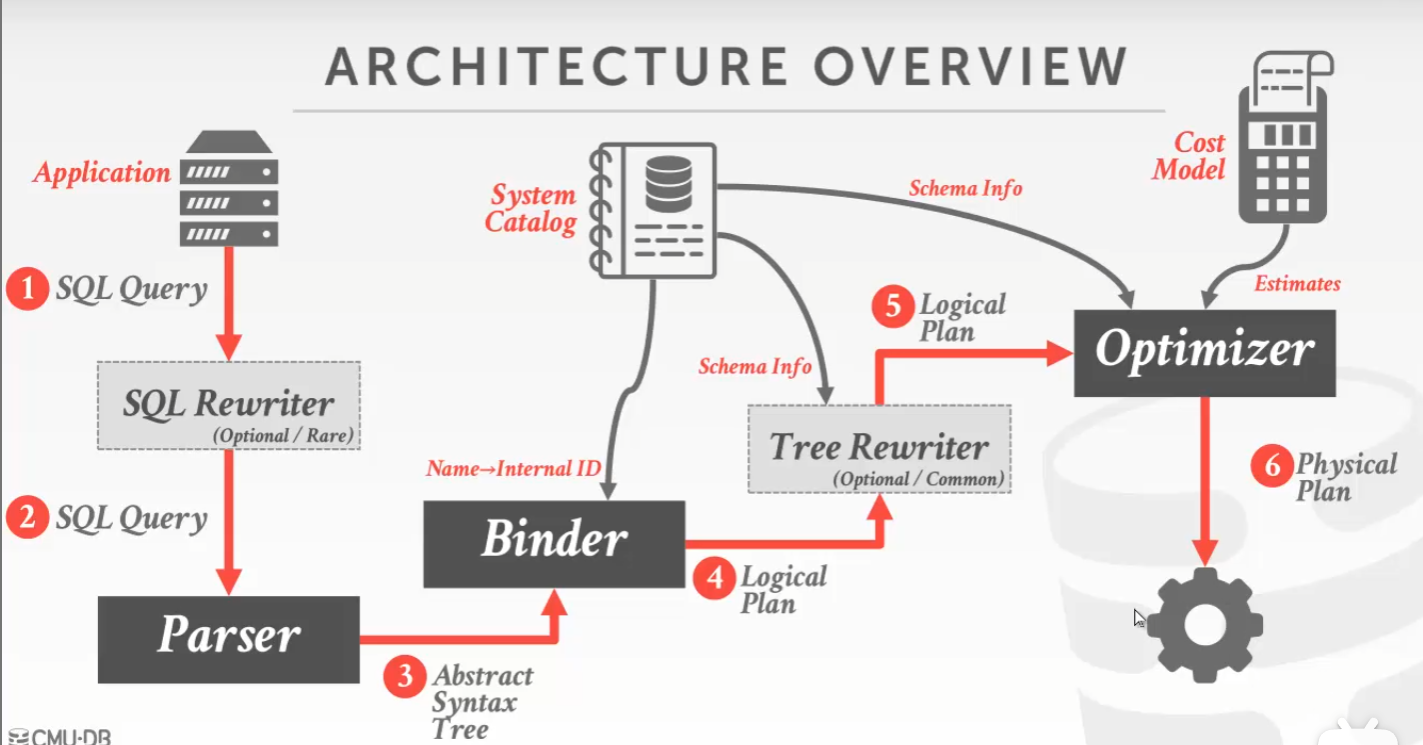 ARCHITECTURE OVERVIEW
Application
1 SQL Query
SQL Rewriter
(Optional / Rare)
2 SQL Query
Parser
3 Abstract
Syntax
Tree
System
Catalog
Name→Internal ID
Binder
4 Logical
Plan
Schema Info
Tree Rewriter
(Optional / Common)
5 Logical
Plan
Schema Info
Cost
Model
Estimates
Optimizer
6 Physical
Plan
CMU·DB